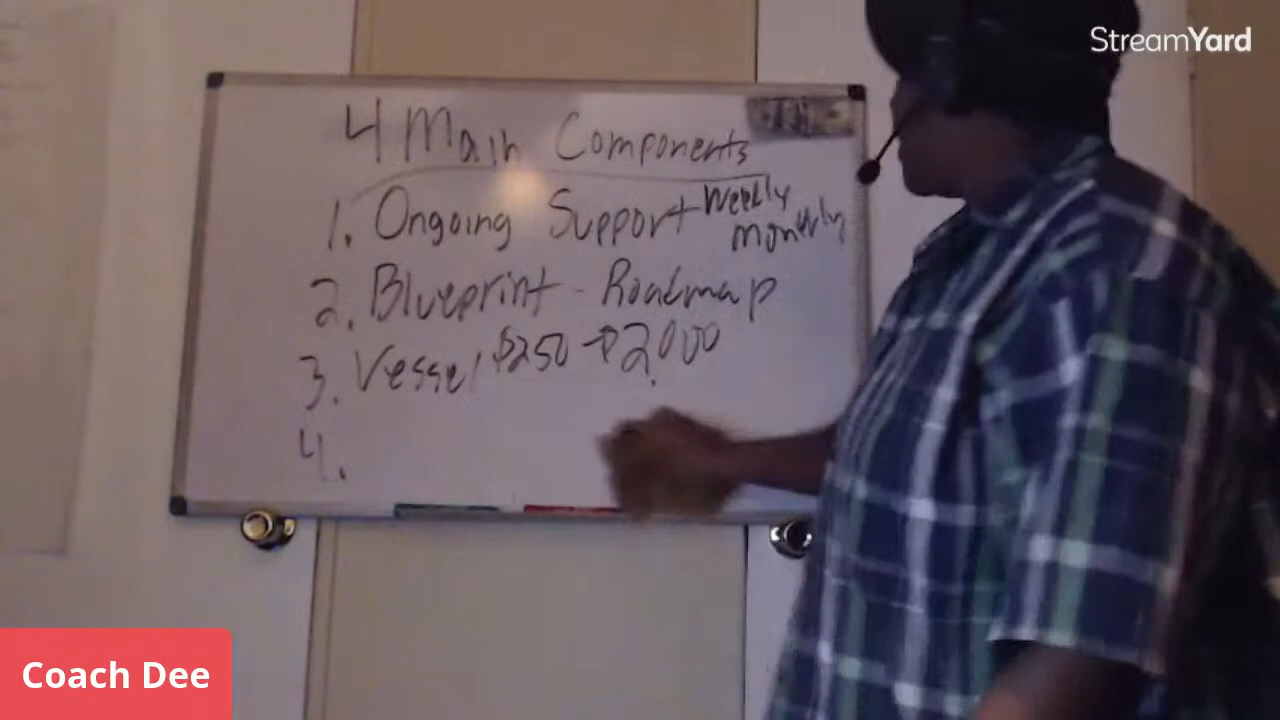 StreamYard
4 Main Components
1. Ongoing Support Weekly
Monthly
2. Blueprint - Roadmap
3. Vessel $250 - $2,000
4.
Coach Dee